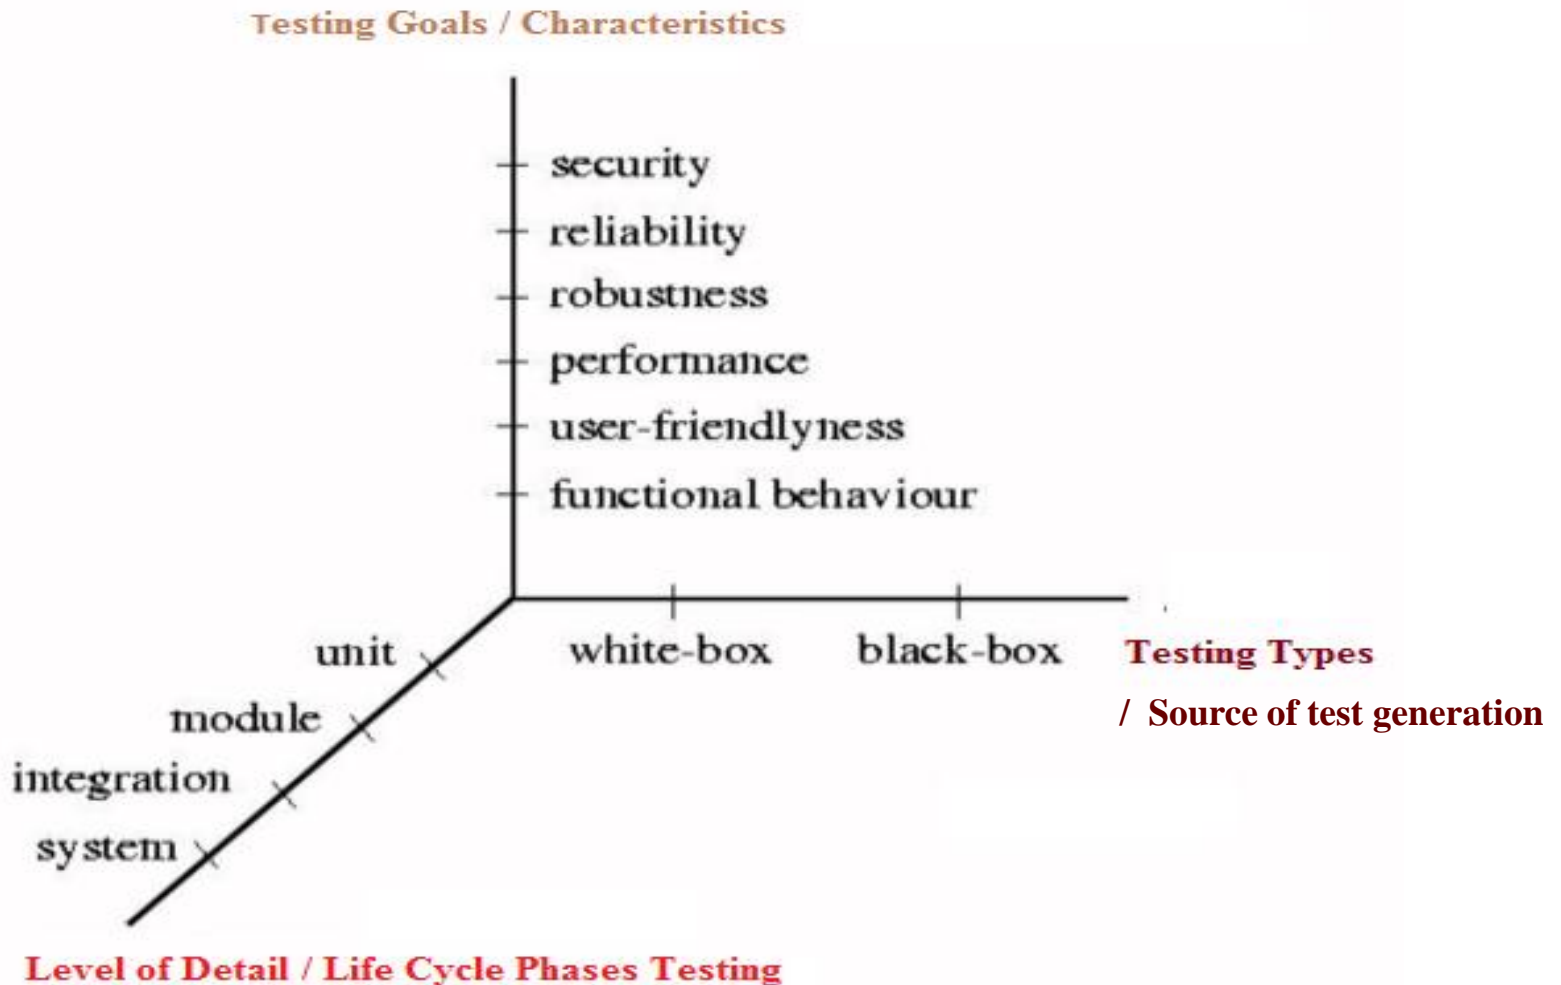 Testing Goals / Characteristics
security
reliability
robustness
performance
user-friendlyness
functional behaviour
unit
white-box
black-box
Testing Types
/ Source of test generation
module
integration
system
Level of Detail / Life Cycle Phases Testing